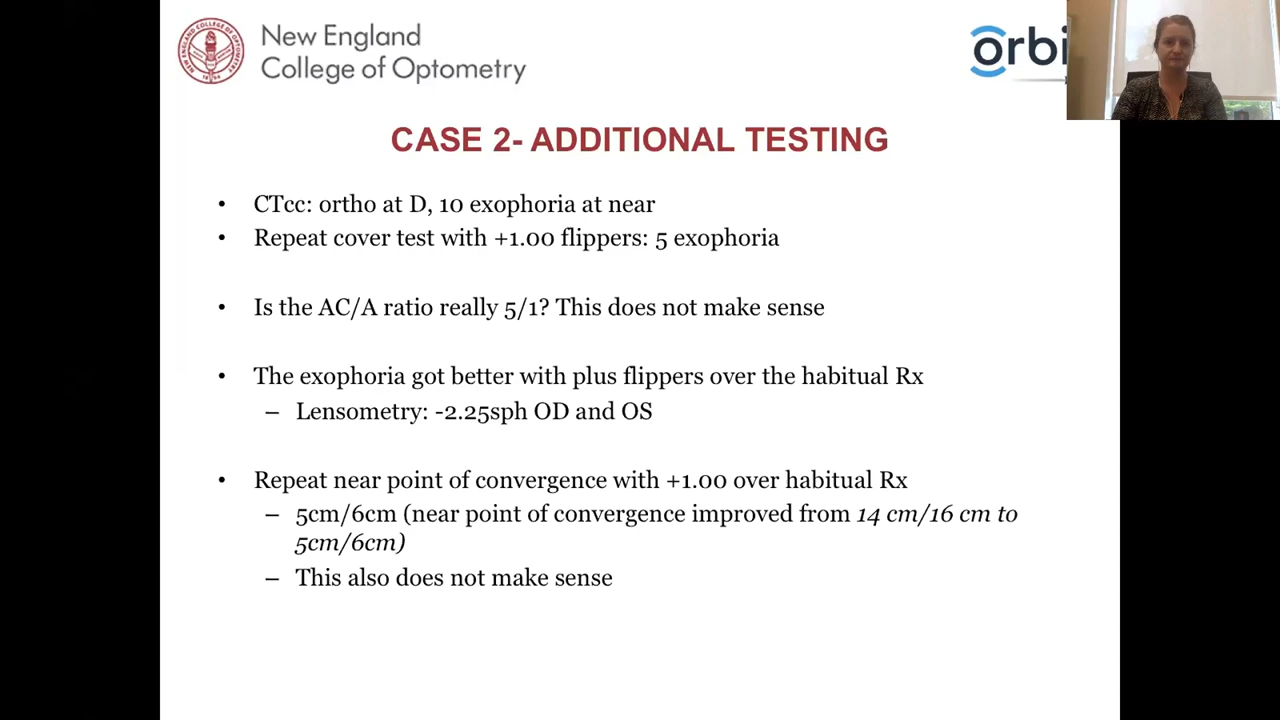 New England
College of Optometry
orbi
CASE 2- ADDITIONAL TESTING
• CTcc: ortho at D, 10 exophoria at near
• Repeat cover test with +1.00 flippers: 5 exophoria
• Is the AC/A ratio really 5/1? This does not make sense
• The exophoria got better with plus flippers over the habitual Rx
– Lensometry: -2.25sph OD and OS
• Repeat near point of convergence with +1.00 over habitual Rx
– 5cm/6cm (near point of convergence improved from 14 cm/16 cm to
5cm/6cm)
– This also does not make sense